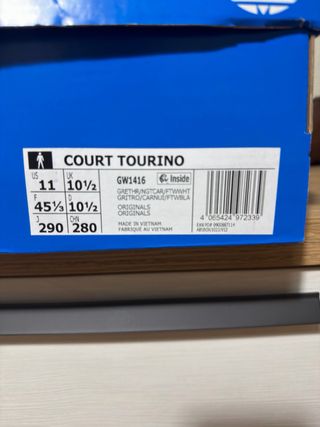 COURT TOURINO
US UK
11 10½
F D
45⅓ 10½
J CHN
290 280
GW1416 Inside
GRETHR/NGTCAR/FTWWHT
GRITRO/CARNUI/FTWBLA
ORIGINALS
ORIGINALS
MADE IN VIETNAM
FABRIQUÉ AU VIETNAM
4 065424 972339